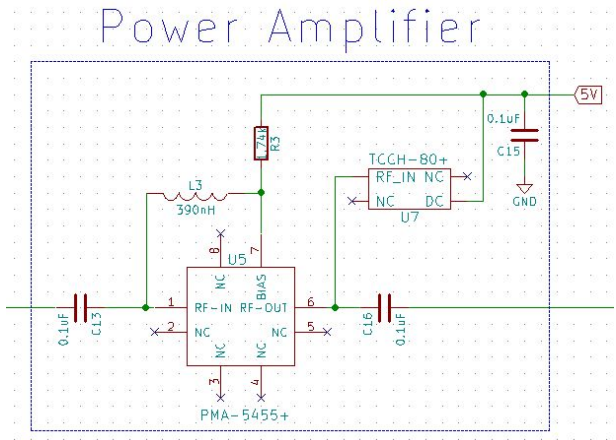 Power Amplifier
5V
0.1uF
C15
GND
1.74k
R3
TCCH-80+
RF_IN NC
NC DC
U7
L3
390nH
U5
8
NC
7
BIAS
1 RF-IN RF-OUT 6
2 NC NC 5
NC NC
3 4
PMA-5455+
0.1uF
C13
C16
0.1uF